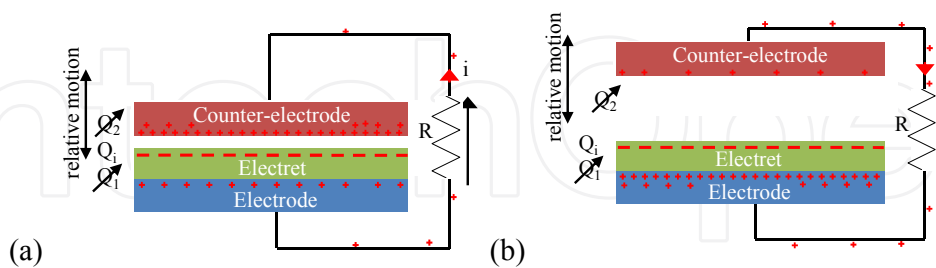 (a)
relative motion
Counter-electrode
Q2
Qi
Electret
Q1
Electrode
i
R
(b)
relative motion
Counter-electrode
Q2
Qi
Electret
Q1
Electrode
R